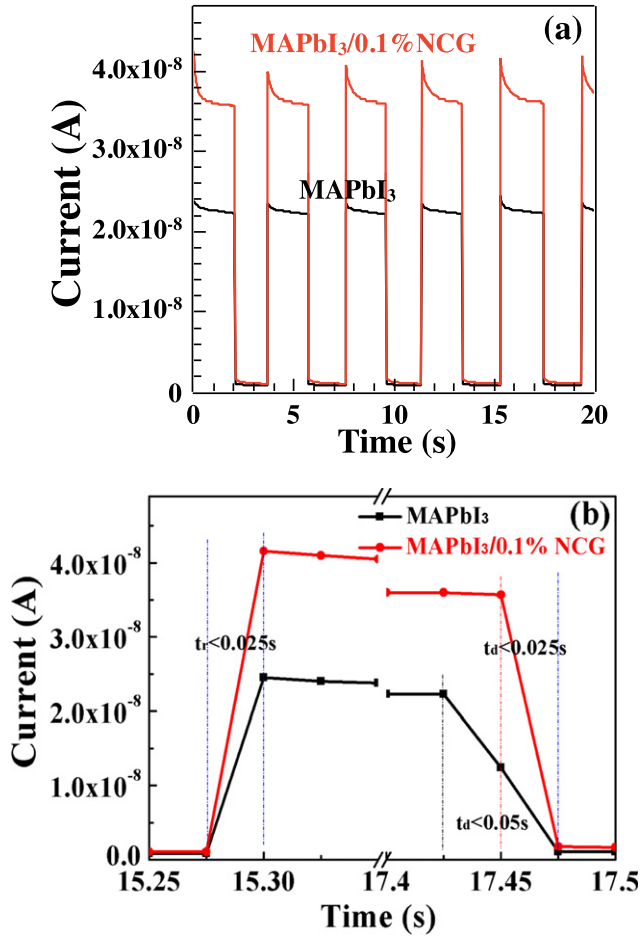 (a)
MAPbI₃/0.1%NCG
4.0x10⁻⁸
3.0x10⁻⁸
MAPbI₃
2.0x10⁻⁸
1.0x10⁻⁸
0
Current (A)
0 5 10 15 20
Time (s)
(b)
MAPbI₃
MAPbI₃/0.1% NCG
4.0x10⁻⁸
tᵣ<0.025s
t_d<0.025s
3.0x10⁻⁸
2.0x10⁻⁸
1.0x10⁻⁸
t_d<0.05s
0.0
Current (A)
15.25 15.30 17.4 17.45 17.5
Time (s)